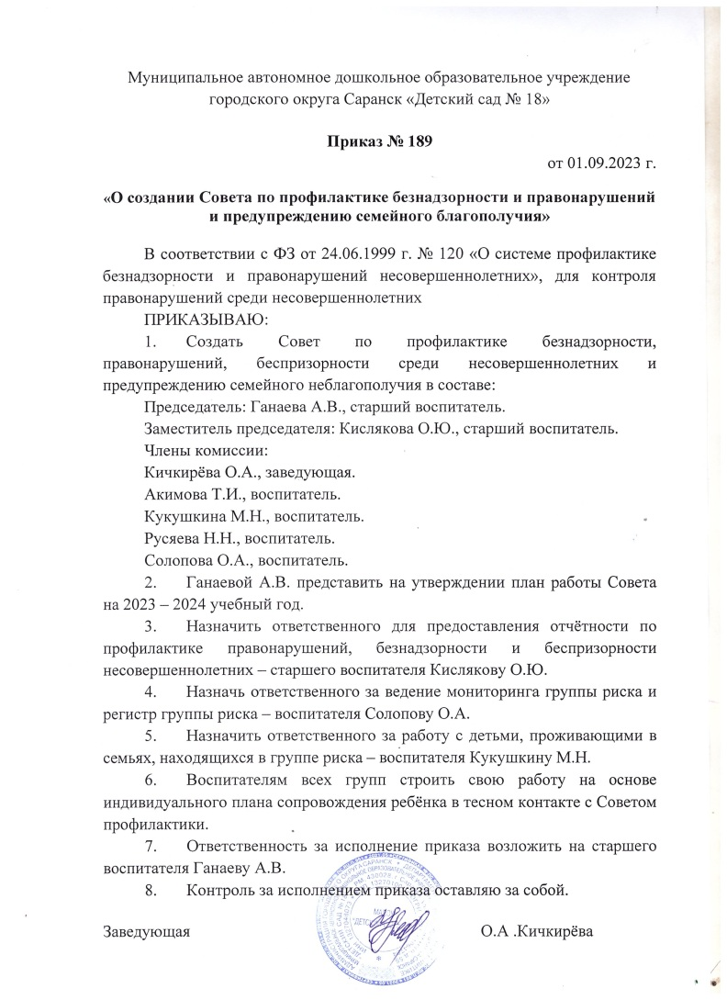 Муниципальное автономное дошкольное образовательное учреждение
городского округа Саранск «Детский сад № 18»
Приказ № 189
от 01.09.2023 г.
«О создании Совета по профилактике безнадзорности и правонарушений
и предупреждению семейного благополучия»
В соответствии с ФЗ от 24.06.1999 г. № 120 «О системе профилактике
безнадзорности и правонарушений несовершеннолетних», для контроля
правонарушений среди несовершеннолетних
ПРИКАЗЫВАЮ:
1. Создать Совет по профилактике безнадзорности,
правонарушений, беспризорности среди несовершеннолетних и
предупреждению семейного неблагополучия в составе:
Председатель: Ганаева А.В., старший воспитатель.
Заместитель председателя: Кислякова О.Ю., старший воспитатель.
Члены комиссии:
Кичкирёва О.А., заведующая.
Акимова Т.И., воспитатель.
Кукушкина М.Н., воспитатель.
Русяева Н.Н., воспитатель.
Солопова О.А., воспитатель.
2. Ганаевой А.В. представить на утверждении план работы Совета
на 2023 – 2024 учебный год.
3. Назначить ответственного для предоставления отчётности по
профилактике правонарушений, безнадзорности и беспризорности
несовершеннолетних – старшего воспитателя Кислякову О.Ю.
4. Назначь ответственного за ведение мониторинга группы риска и
регистр группы риска – воспитателя Солопову О.А.
5. Назначить ответственного за работу с детьми, проживающими в
семьях, находящихся в группе риска – воспитателя Кукушкину М.Н.
6. Воспитателям всех групп строить свою работу на основе
индивидуального плана сопровождения ребёнка в тесном контакте с Советом
профилактики.
7. Ответственность за исполнение приказа возложить на старшего
воспитателя Ганаеву А.В.
8. Контроль за исполнением приказа оставляю за собой.
Заведующая О.А .Кичкирёва